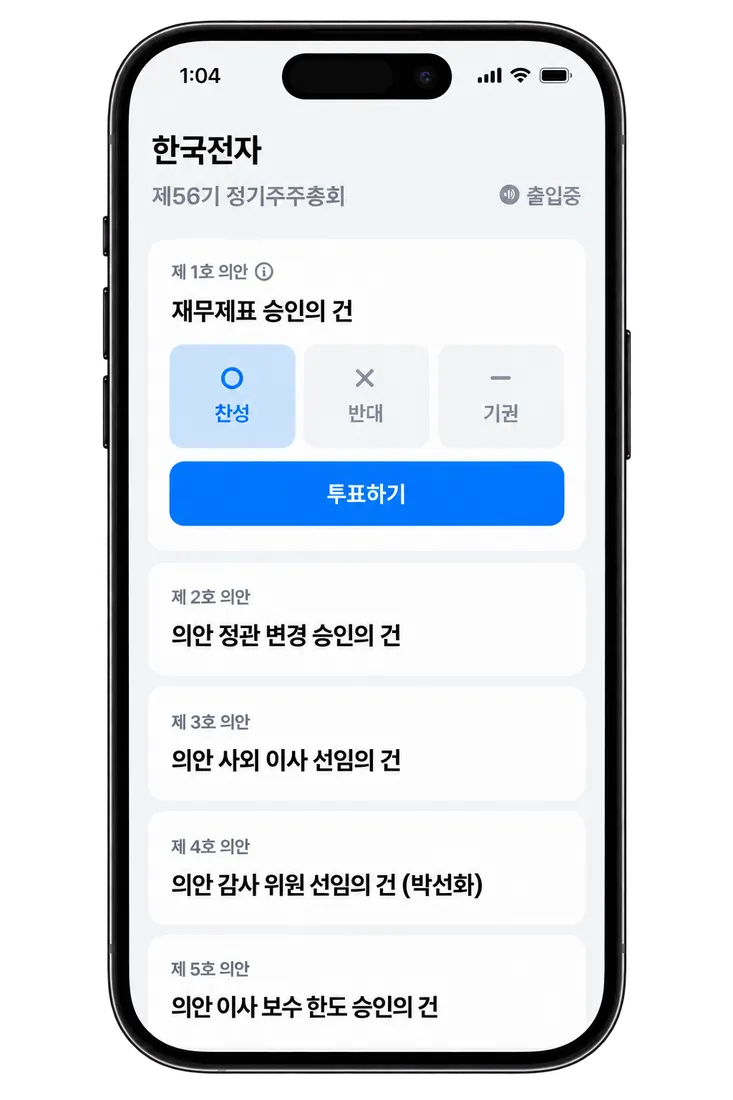 1:04
한국전자
제56기 정기주주총회
출입중
제 1호 의안
재무제표 승인의 건
찬성
반대
기권
투표하기
제 2호 의안
의안 정관 변경 승인의 건
제 3호 의안
의안 사외 이사 선임의 건
제 4호 의안
의안 감사 위원 선임의 건 (박선화)
제 5호 의안
의안 이사 보수 한도 승인의 건